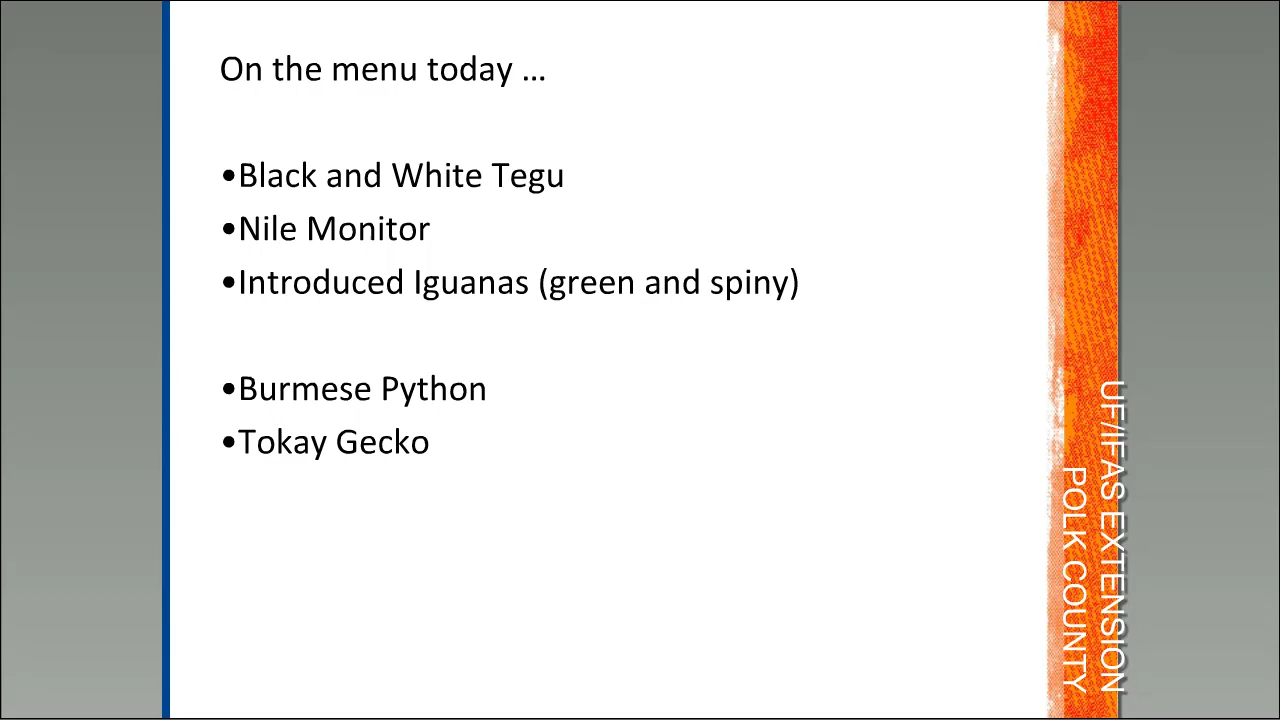 On the menu today …
•Black and White Tegu
•Nile Monitor
•Introduced Iguanas (green and spiny)
•Burmese Python
•Tokay Gecko
UF/IFAS EXTENSION
POLK COUNTY